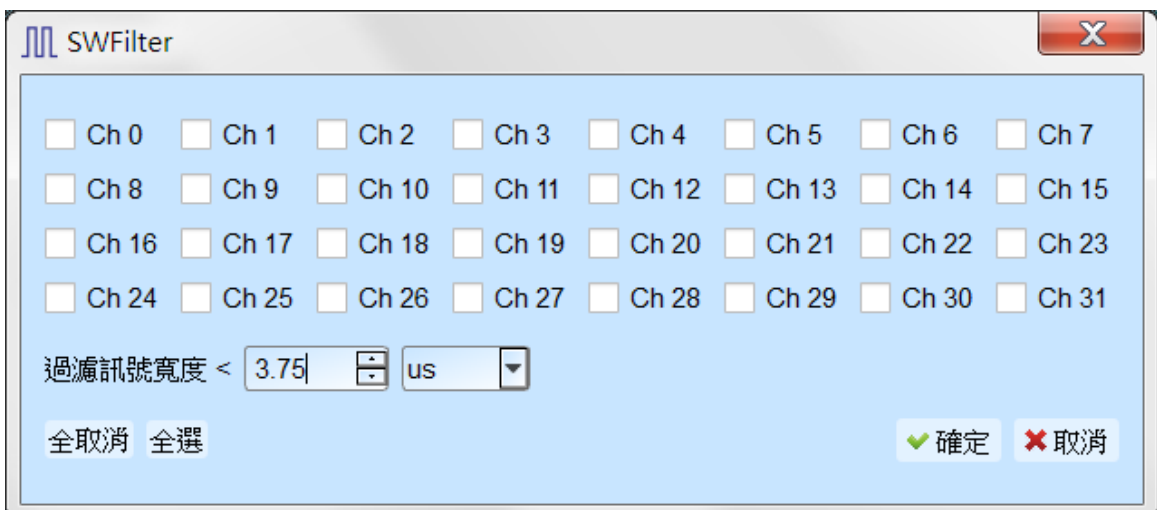 SWFilter
Ch 0 Ch 1 Ch 2 Ch 3 Ch 4 Ch 5 Ch 6 Ch 7
Ch 8 Ch 9 Ch 10 Ch 11 Ch 12 Ch 13 Ch 14 Ch 15
Ch 16 Ch 17 Ch 18 Ch 19 Ch 20 Ch 21 Ch 22 Ch 23
Ch 24 Ch 25 Ch 26 Ch 27 Ch 28 Ch 29 Ch 30 Ch 31
過濾訊號寬度 < 3.75 us
全取消 全選 確定 取消